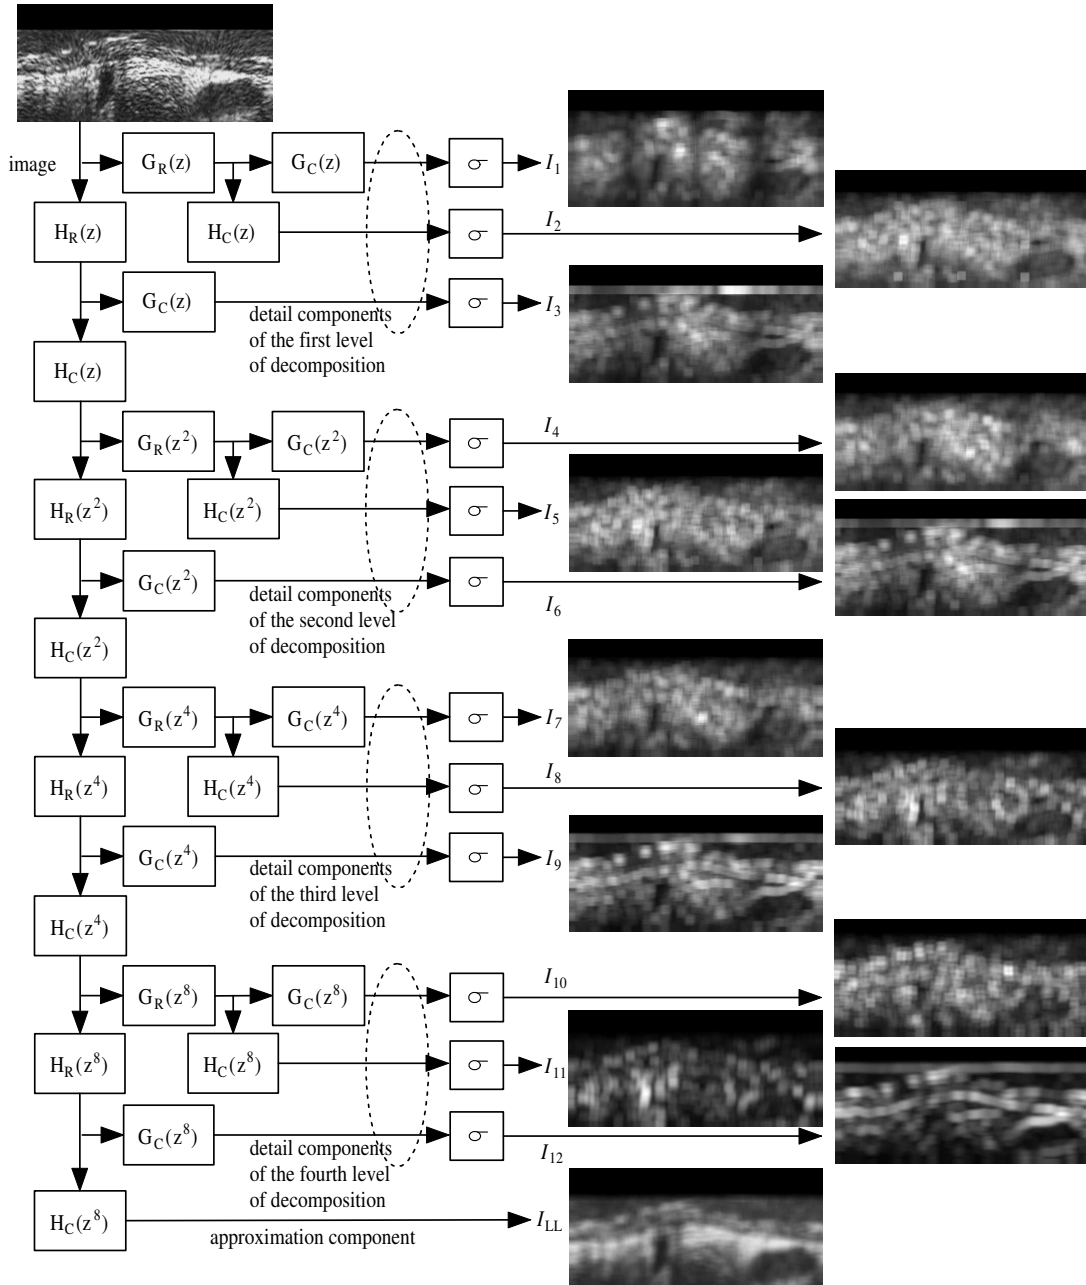 image
G_R(z)
G_C(z)
σ
I_1
H_R(z)
H_C(z)
σ
I_2
G_C(z)
σ
I_3
detail components
of the first level
of decomposition
H_C(z)
G_R(z^2)
G_C(z^2)
σ
I_4
H_R(z^2)
H_C(z^2)
σ
I_5
G_C(z^2)
σ
I_6
detail components
of the second level
of decomposition
H_C(z^2)
G_R(z^4)
G_C(z^4)
σ
I_7
H_R(z^4)
H_C(z^4)
σ
I_8
G_C(z^4)
σ
I_9
detail components
of the third level
of decomposition
H_C(z^4)
G_R(z^8)
G_C(z^8)
σ
I_10
H_R(z^8)
H_C(z^8)
σ
I_11
G_C(z^8)
σ
I_12
detail components
of the fourth level
of decomposition
H_C(z^8)
I_LL
approximation component